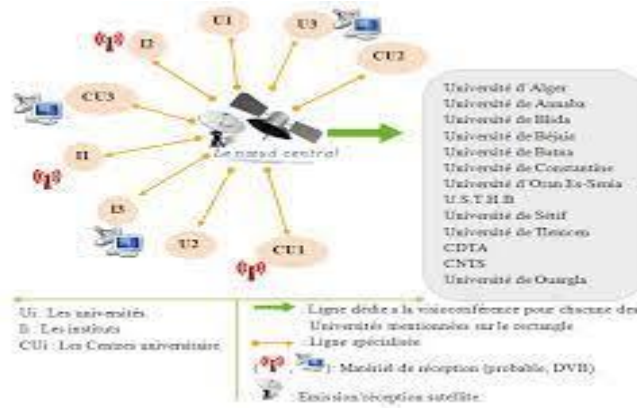 U1
U3
I2
CU2
CU3
I1
I3
U2
CU1
Le nœud central
Université d'Alger
Université de Annaba
Université de Blida
Université de Béjaia
Université de Batna
Université de Constantine
Université d'Oran Es-Senia
U.S.T.H.B
Université de Sétif
Université de Tlemcen
CDTA
CNTS
Université de Ouargla
Ui : Les universités
Ii : Les instituts
CUi : Les Centres universitaire
: Ligne dédie a la visioconférence pour chacune des
Universités mentionnées sur le rectangle
: Ligne spécialisée
( , ): Matériel de réception (probable, DVB)
: Emission/réception satellite